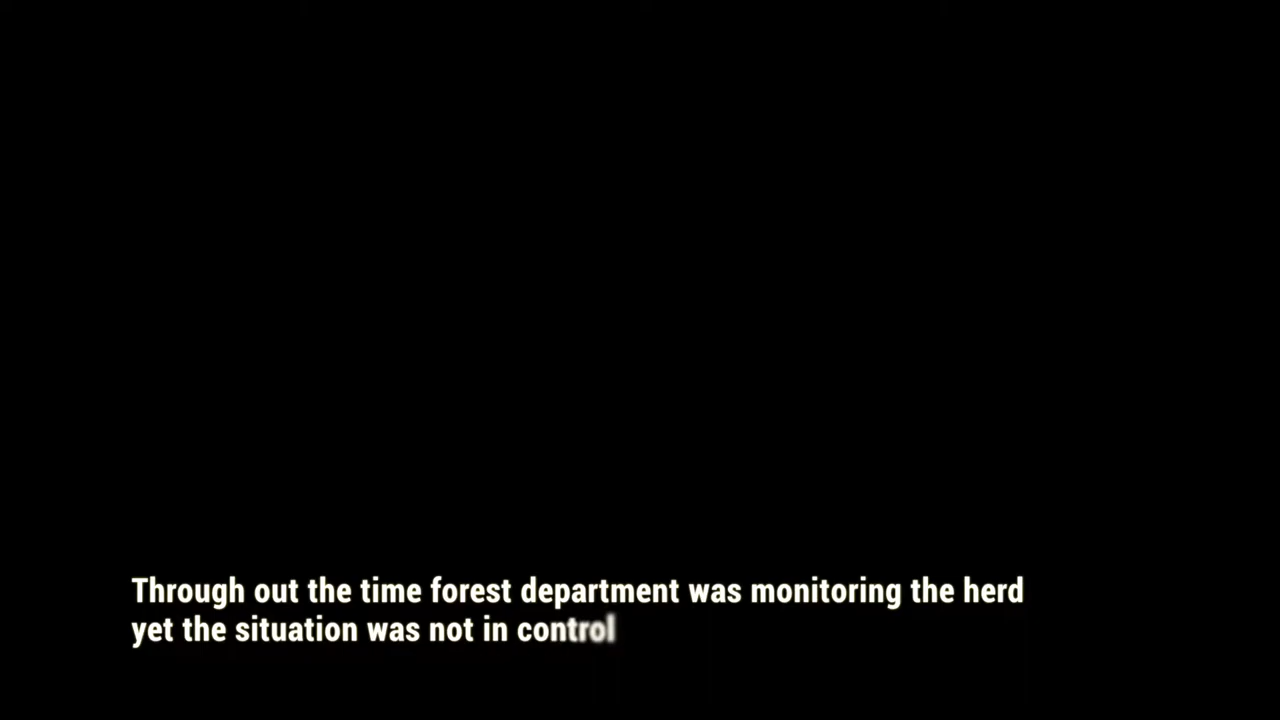 Through out the time forest department was monitoring the herd
yet the situation was not in control